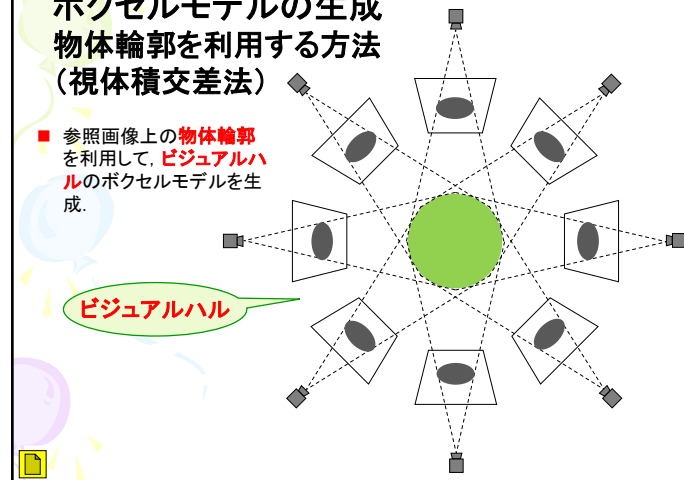 ボクセルモデルの生成
物体輪郭を利用する方法
（視体積交差法）
■ 参照画像上の物体輪郭
を利用して, ビジュアルハ
ルのボクセルモデルを生
成.
ビジュアルハル